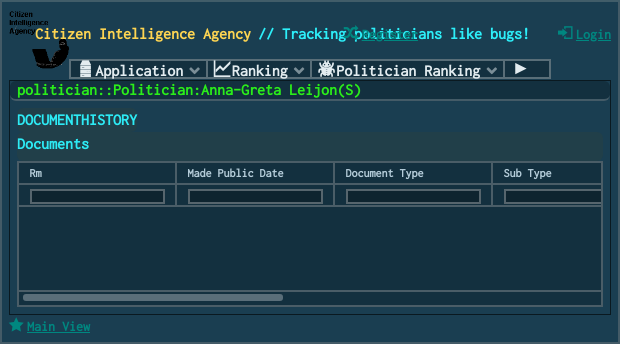 Citizen
Intelligence
Agency
Citizen Intelligence Agency // Tracking politicians like bugs!
Register
Login
Application
Ranking
Politician Ranking
politician::Politician:Anna-Greta Leijon(S)
DOCUMENTHISTORY
Documents
Rm Made Public Date Document Type Sub Type
Main View